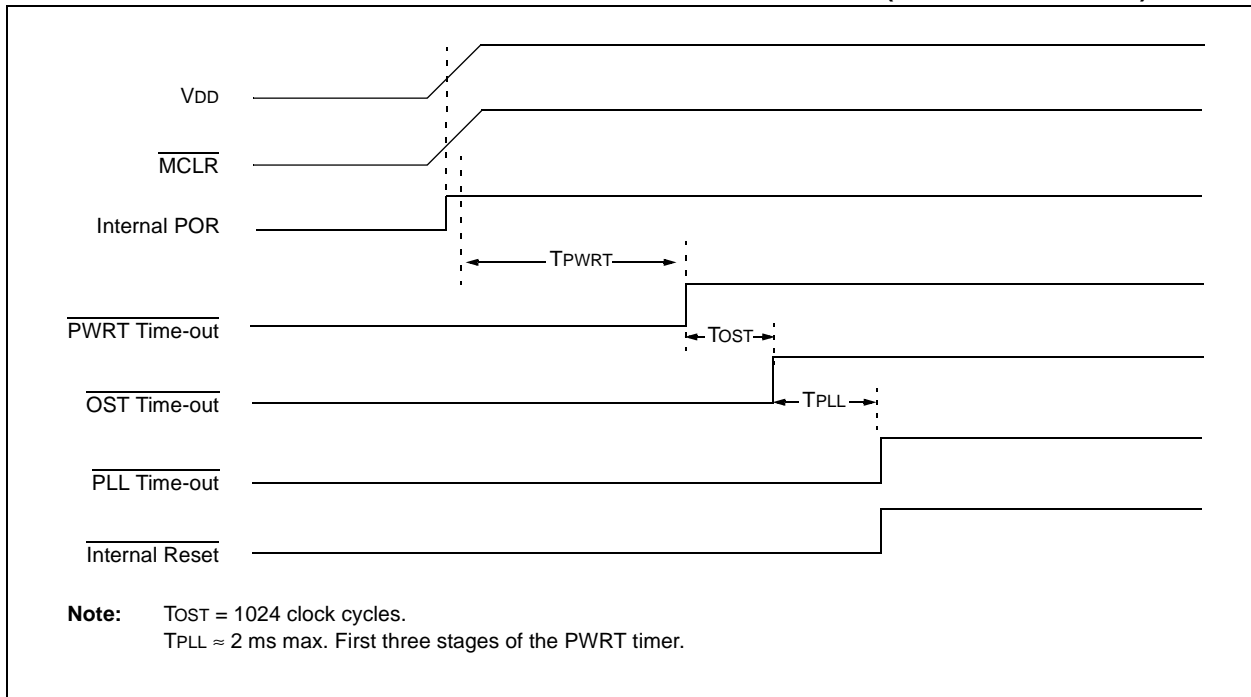 VDD
MCLR
Internal POR
TPWRT
PWRT Time-out
TOST
OST Time-out
TPLL
PLL Time-out
Internal Reset
Note: TOST = 1024 clock cycles.
TPLL ≈ 2 ms max. First three stages of the PWRT timer.